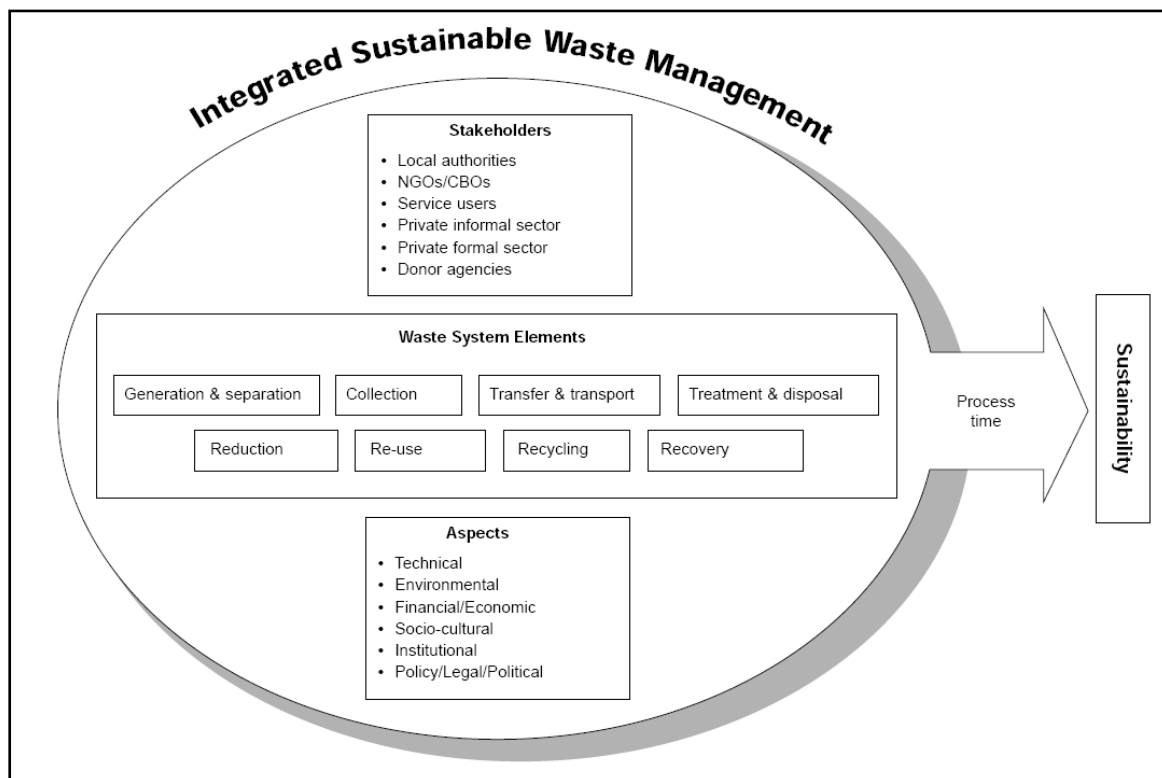 Integrated Sustainable Waste Management
Stakeholders
• Local authorities
• NGOs/CBOs
• Service users
• Private informal sector
• Private formal sector
• Donor agencies
Waste System Elements
Generation & separation
Collection
Transfer & transport
Treatment & disposal
Reduction
Re-use
Recycling
Recovery
Aspects
• Technical
• Environmental
• Financial/Economic
• Socio-cultural
• Institutional
• Policy/Legal/Political
Process
time
Sustainability